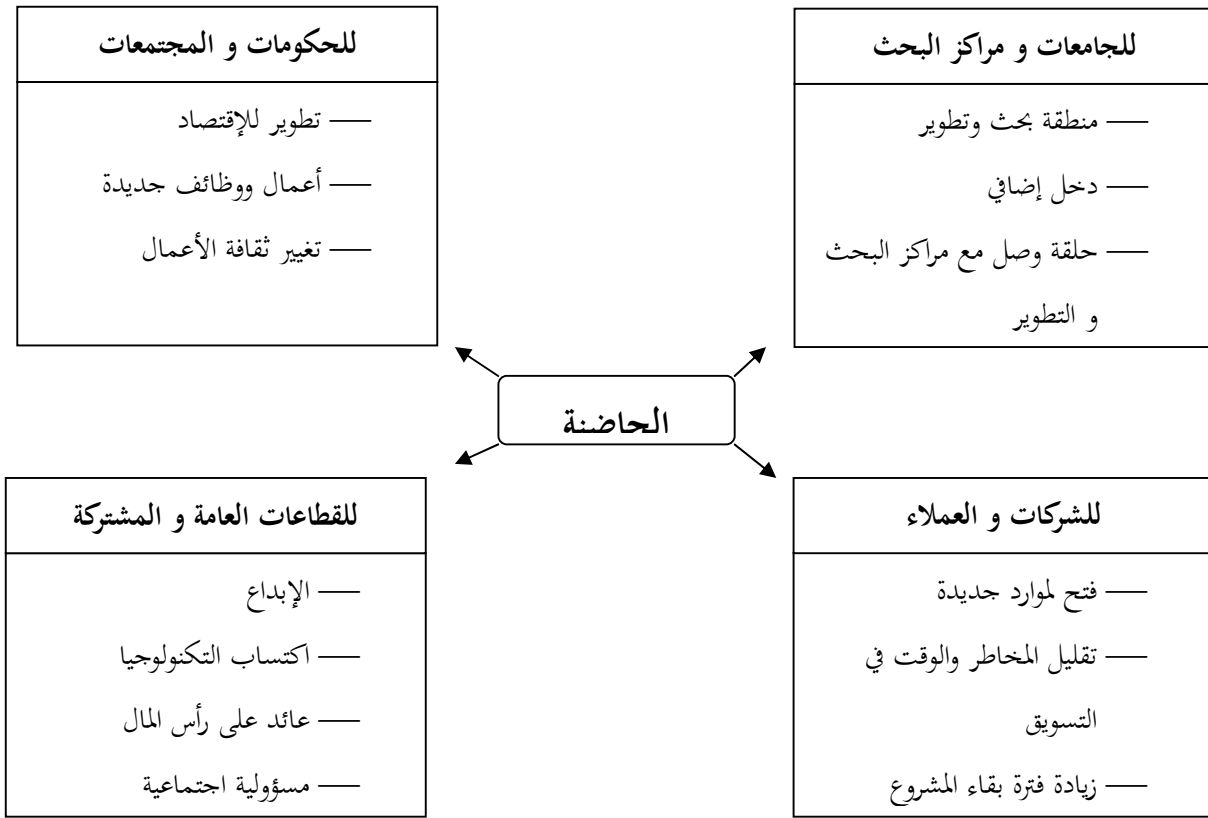 للجامعات و مراكز البحث
— منطقة بحث وتطوير
— دخل إضافي
— حلقة وصل مع مراكز البحث
و التطوير
للحكومات و المجتمعات
— تطوير للإقتصاد
— أعمال ووظائف جديدة
— تغيير ثقافة الأعمال
الحاضنة
للشركات و العملاء
— فتح لموارد جديدة
— تقليل المخاطر والوقت في
التسويق
— زيادة فترة بقاء المشروع
للقطاعات العامة و المشتركة
— الإبداع
— اكتساب التكنولوجيا
— عائد على رأس المال
— مسؤولية اجتماعية